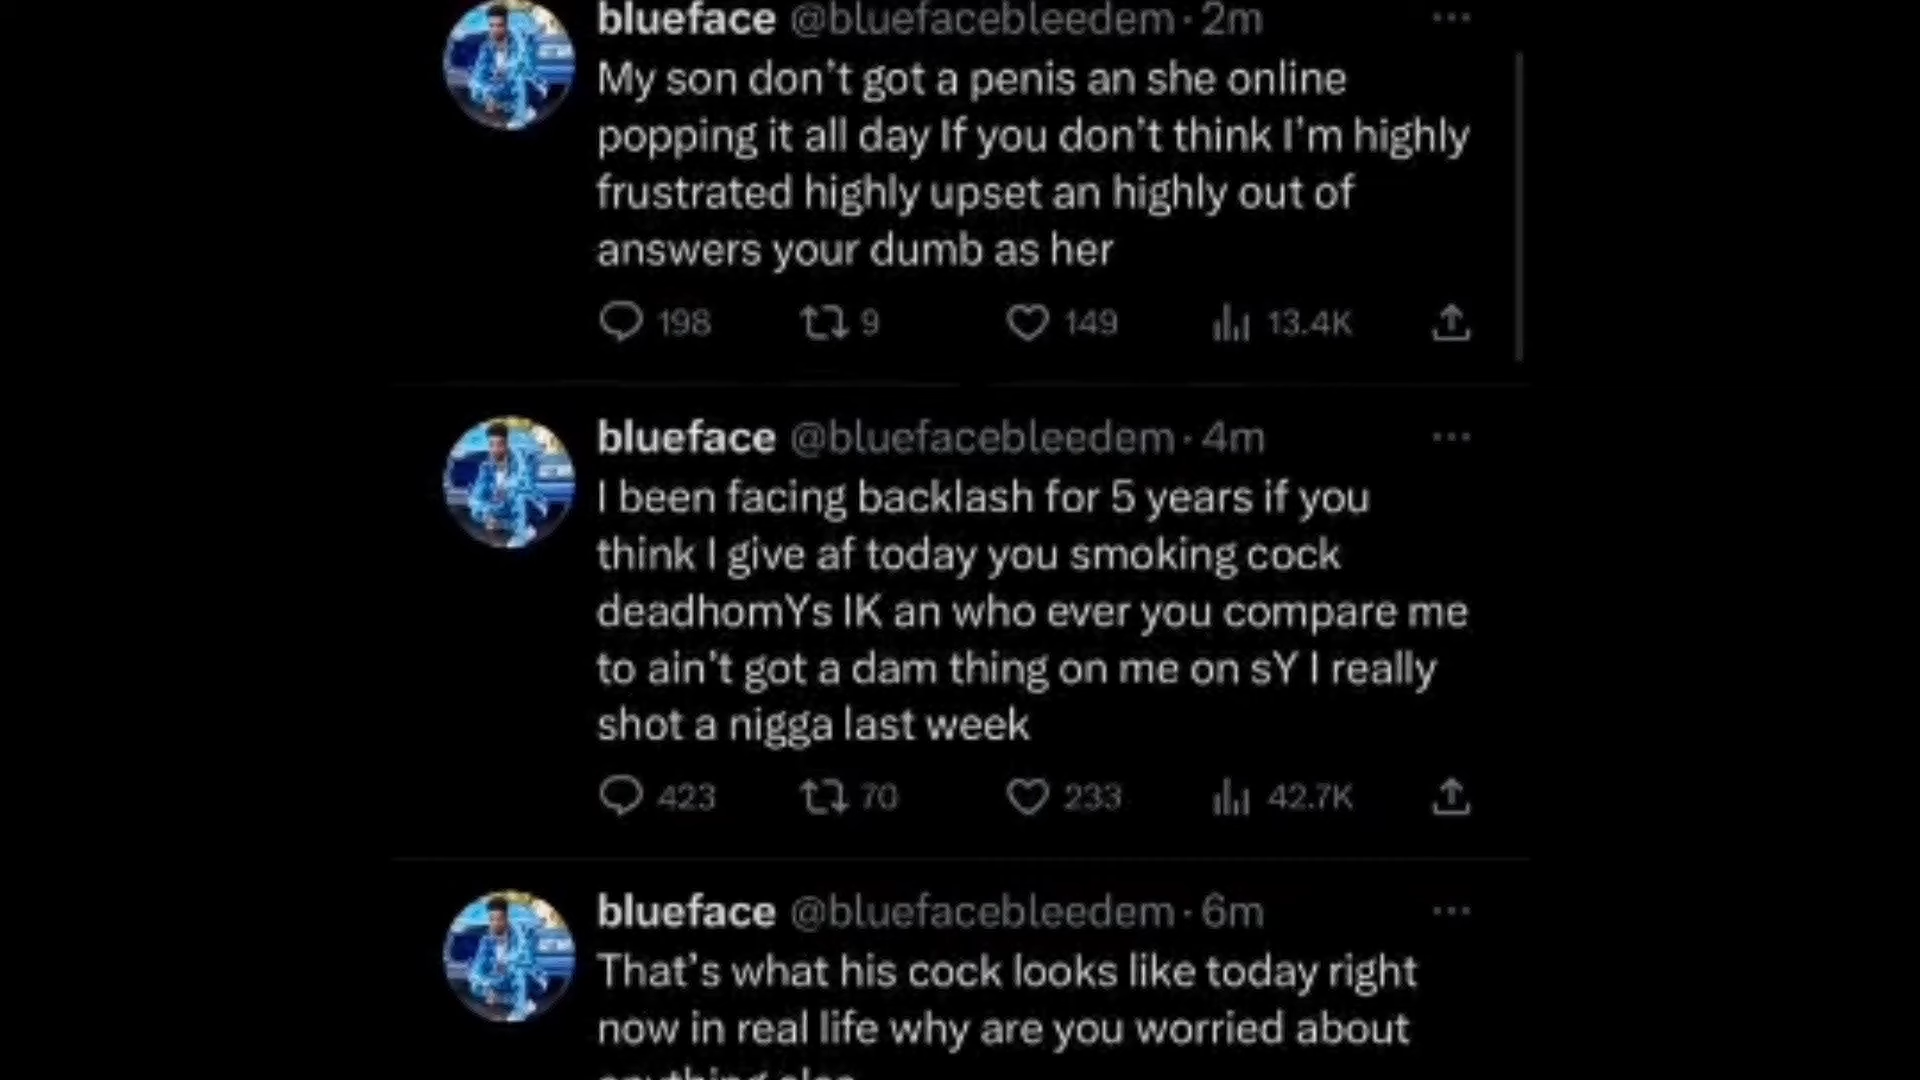 blueface @bluefacebleedem · 2m
My son don't got a penis an she online
popping it all day If you don't think I'm highly
frustrated highly upset an highly out of
answers your dumb as her
198 9 149 13.4K
blueface @bluefacebleedem · 4m
I been facing backlash for 5 years if you
think I give af today you smoking cock
deadhomYs IK an who ever you compare me
to ain't got a dam thing on me on sY I really
shot a nigga last week
423 70 233 42.7K
blueface @bluefacebleedem · 6m
That's what his cock looks like today right
now in real life why are you worried about